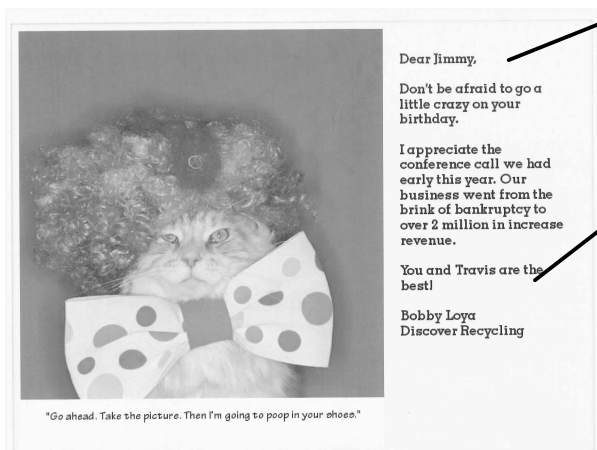 Dear Jimmy,
Don't be afraid to go a
little crazy on your
birthday.
I appreciate the
conference call we had
early this year. Our
business went from the
brink of bankruptcy to
over 2 million in increase
revenue.
You and Travis are the
best!
Bobby Loya
Discover Recycling
"Go ahead. Take the picture. Then I'm going to poop in your shoes."